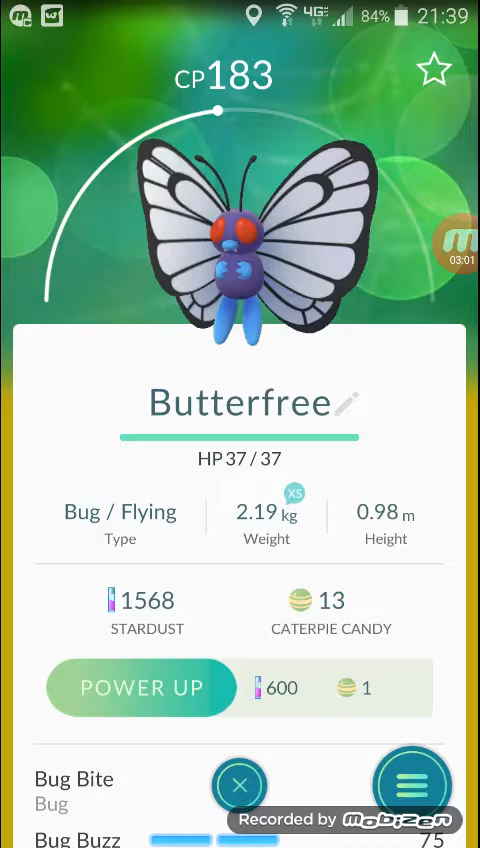 4G 84% 21:39
CP183
03:01
Butterfree
HP 37 / 37
XS
Bug / Flying 2.19 kg 0.98 m
Type Weight Height
1568 13
STARDUST CATERPIE CANDY
POWER UP 600 1
Bug Bite
Bug
Recorded by mobizen
Bug Buzz 75